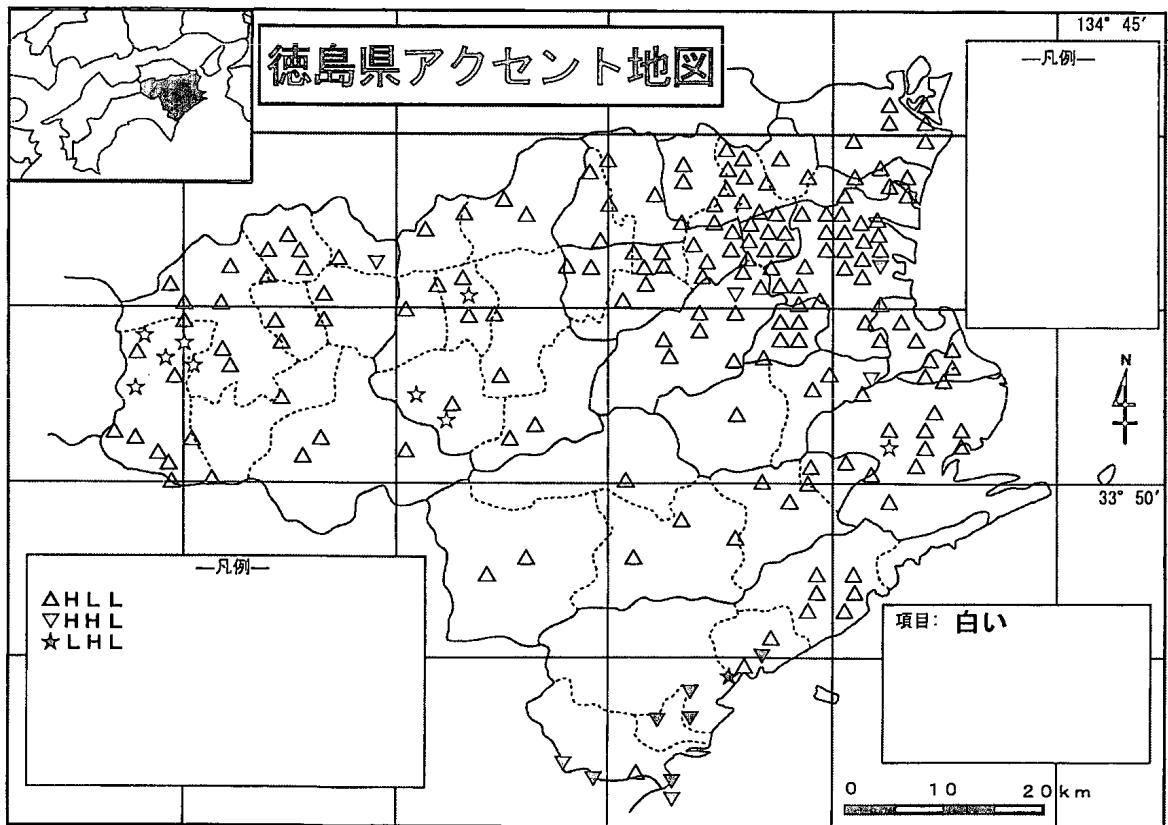 徳島県アクセント地図
134° 45′
―凡例―
N
33° 50′
―凡例―
△HLL
▽HHL
☆LHL
項目: 白い
0 10 20km